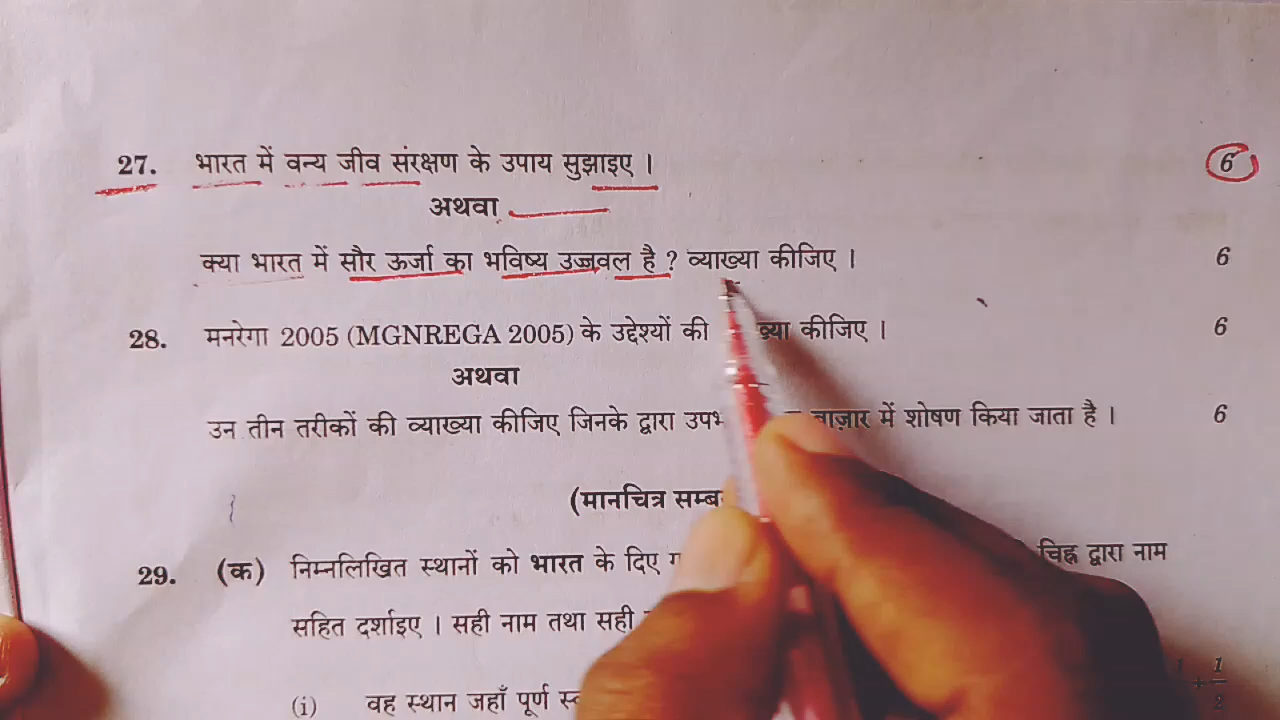 27. भारत में वन्य जीव संरक्षण के उपाय सुझाइए । 6
अथवा
क्या भारत में सौर ऊर्जा का भविष्य उज्जवल है ? व्याख्या कीजिए । 6
28. मनरेगा 2005 (MGNREGA 2005) के उद्देश्यों की कीजिए । 6
अथवा
उन तीन तरीकों की व्याख्या कीजिए जिनके द्वारा बाज़ार में शोषण किया जाता है । 6
(मानचित्र
29. (क) निम्नलिखित स्थानों को भारत के दिए चिह्न द्वारा नाम
सहित दर्शाइए । सही नाम तथा सही
(i) वह स्थान जहाँ पूर्ण